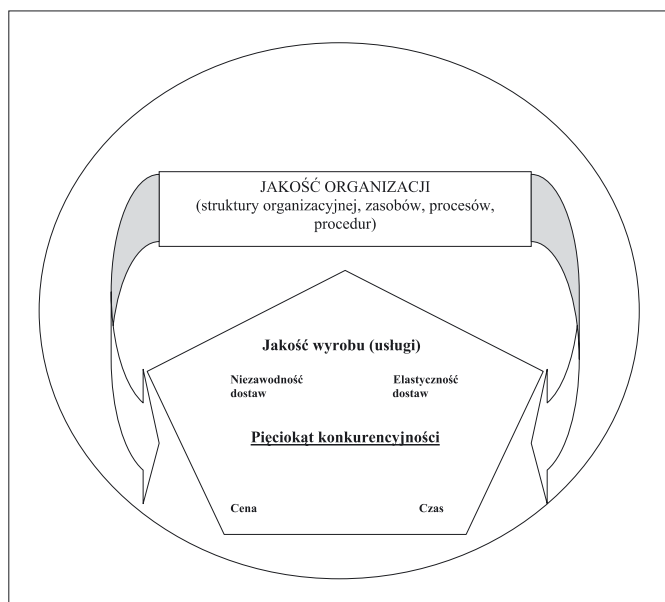 JAKOŚĆ ORGANIZACJI
(struktury organizacyjnej, zasobów, procesów,
procedur)
Jakość wyrobu (usługi)
Niezawodność
dostaw
Elastyczność
dostaw
Pięciokąt konkurencyjności
Cena
Czas